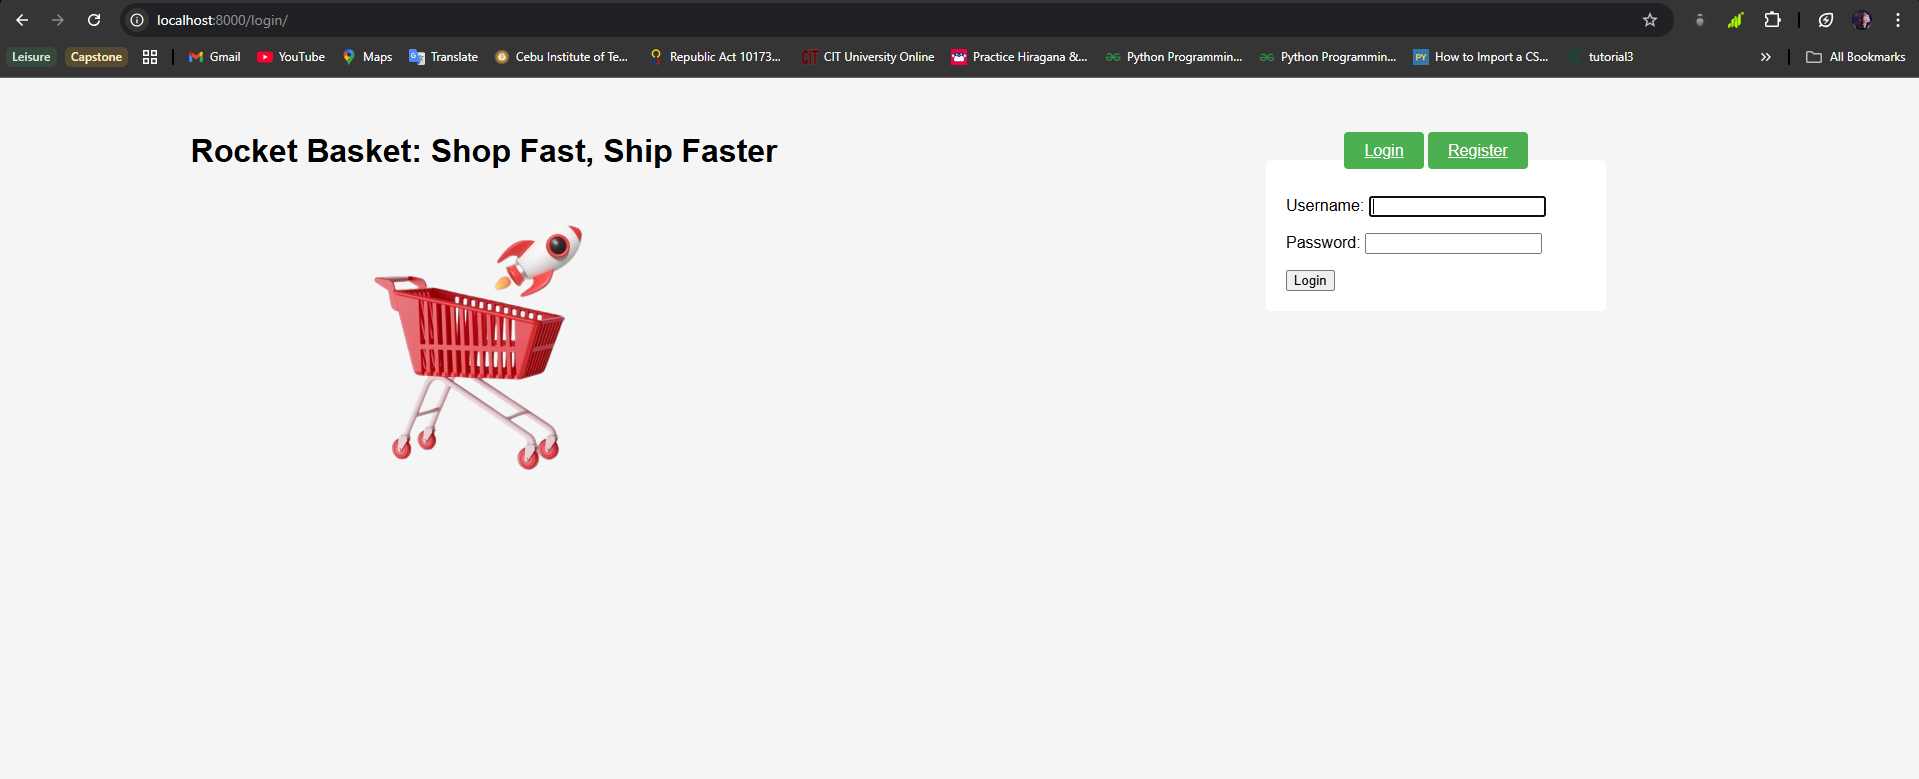 localhost:8000/login/
Leisure Capstone Gmail YouTube Maps Translate Cebu Institute of Te... Republic Act 10173... CIT CIT University Online Practice Hiragana &... Python Programmin... Python Programmin... PY How to Import a CS... tutorial3 All Bookmarks
Rocket Basket: Shop Fast, Ship Faster
Login Register
Username:
Password:
Login